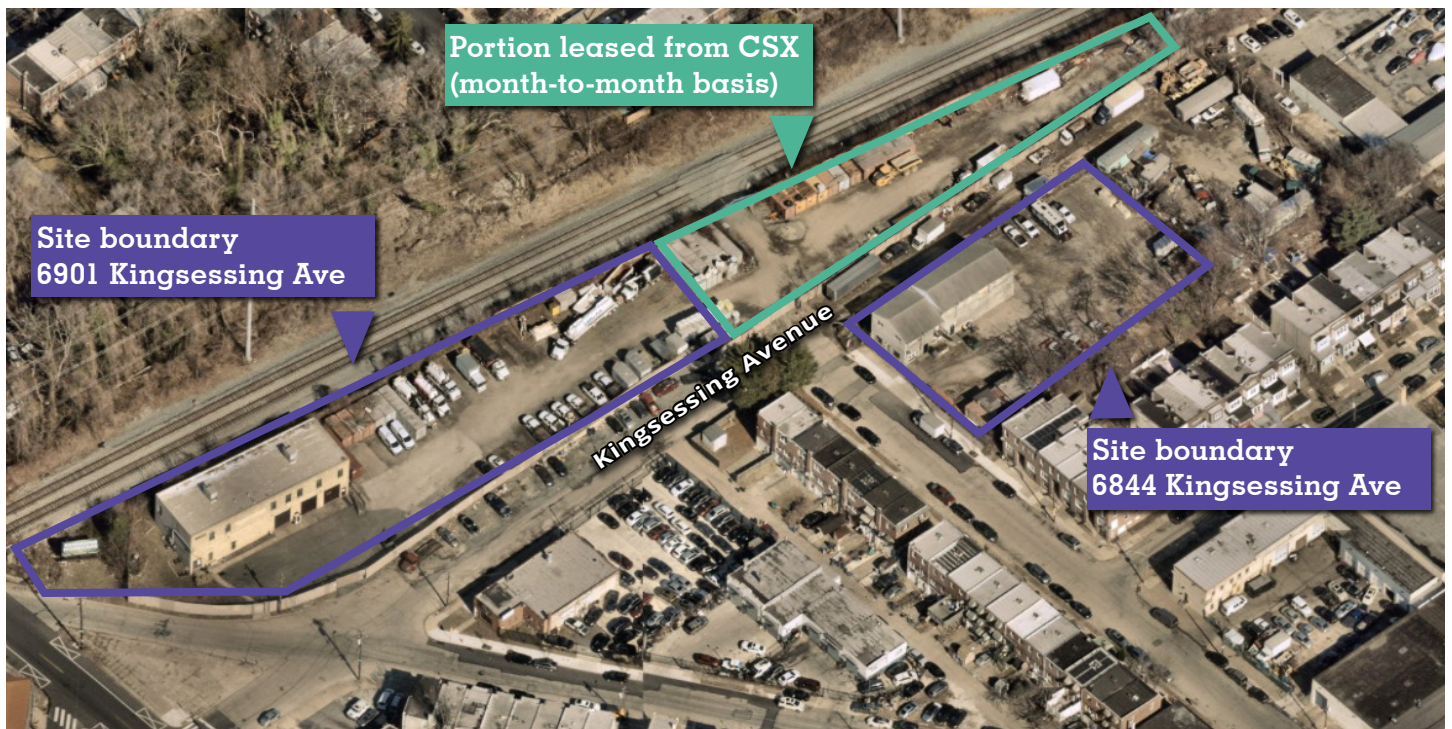 Portion leased from CSX
(month-to-month basis)
Site boundary
6901 Kingsessing Ave
Kingsessing Avenue
Site boundary
6844 Kingsessing Ave